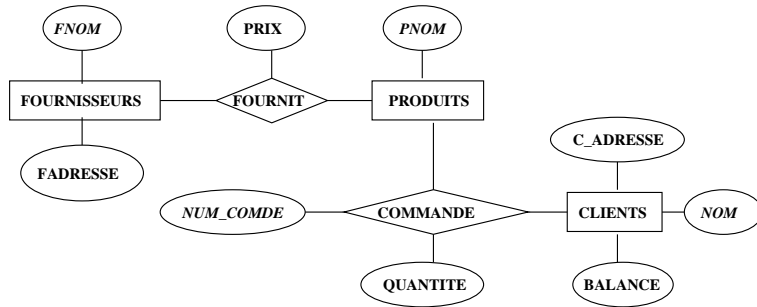 FNOM
PRIX
PNOM
FOURNISSEURS
FOURNIT
PRODUITS
FADRESSE
C_ADRESSE
NUM_COMDE
COMMANDE
CLIENTS
NOM
QUANTITE
BALANCE